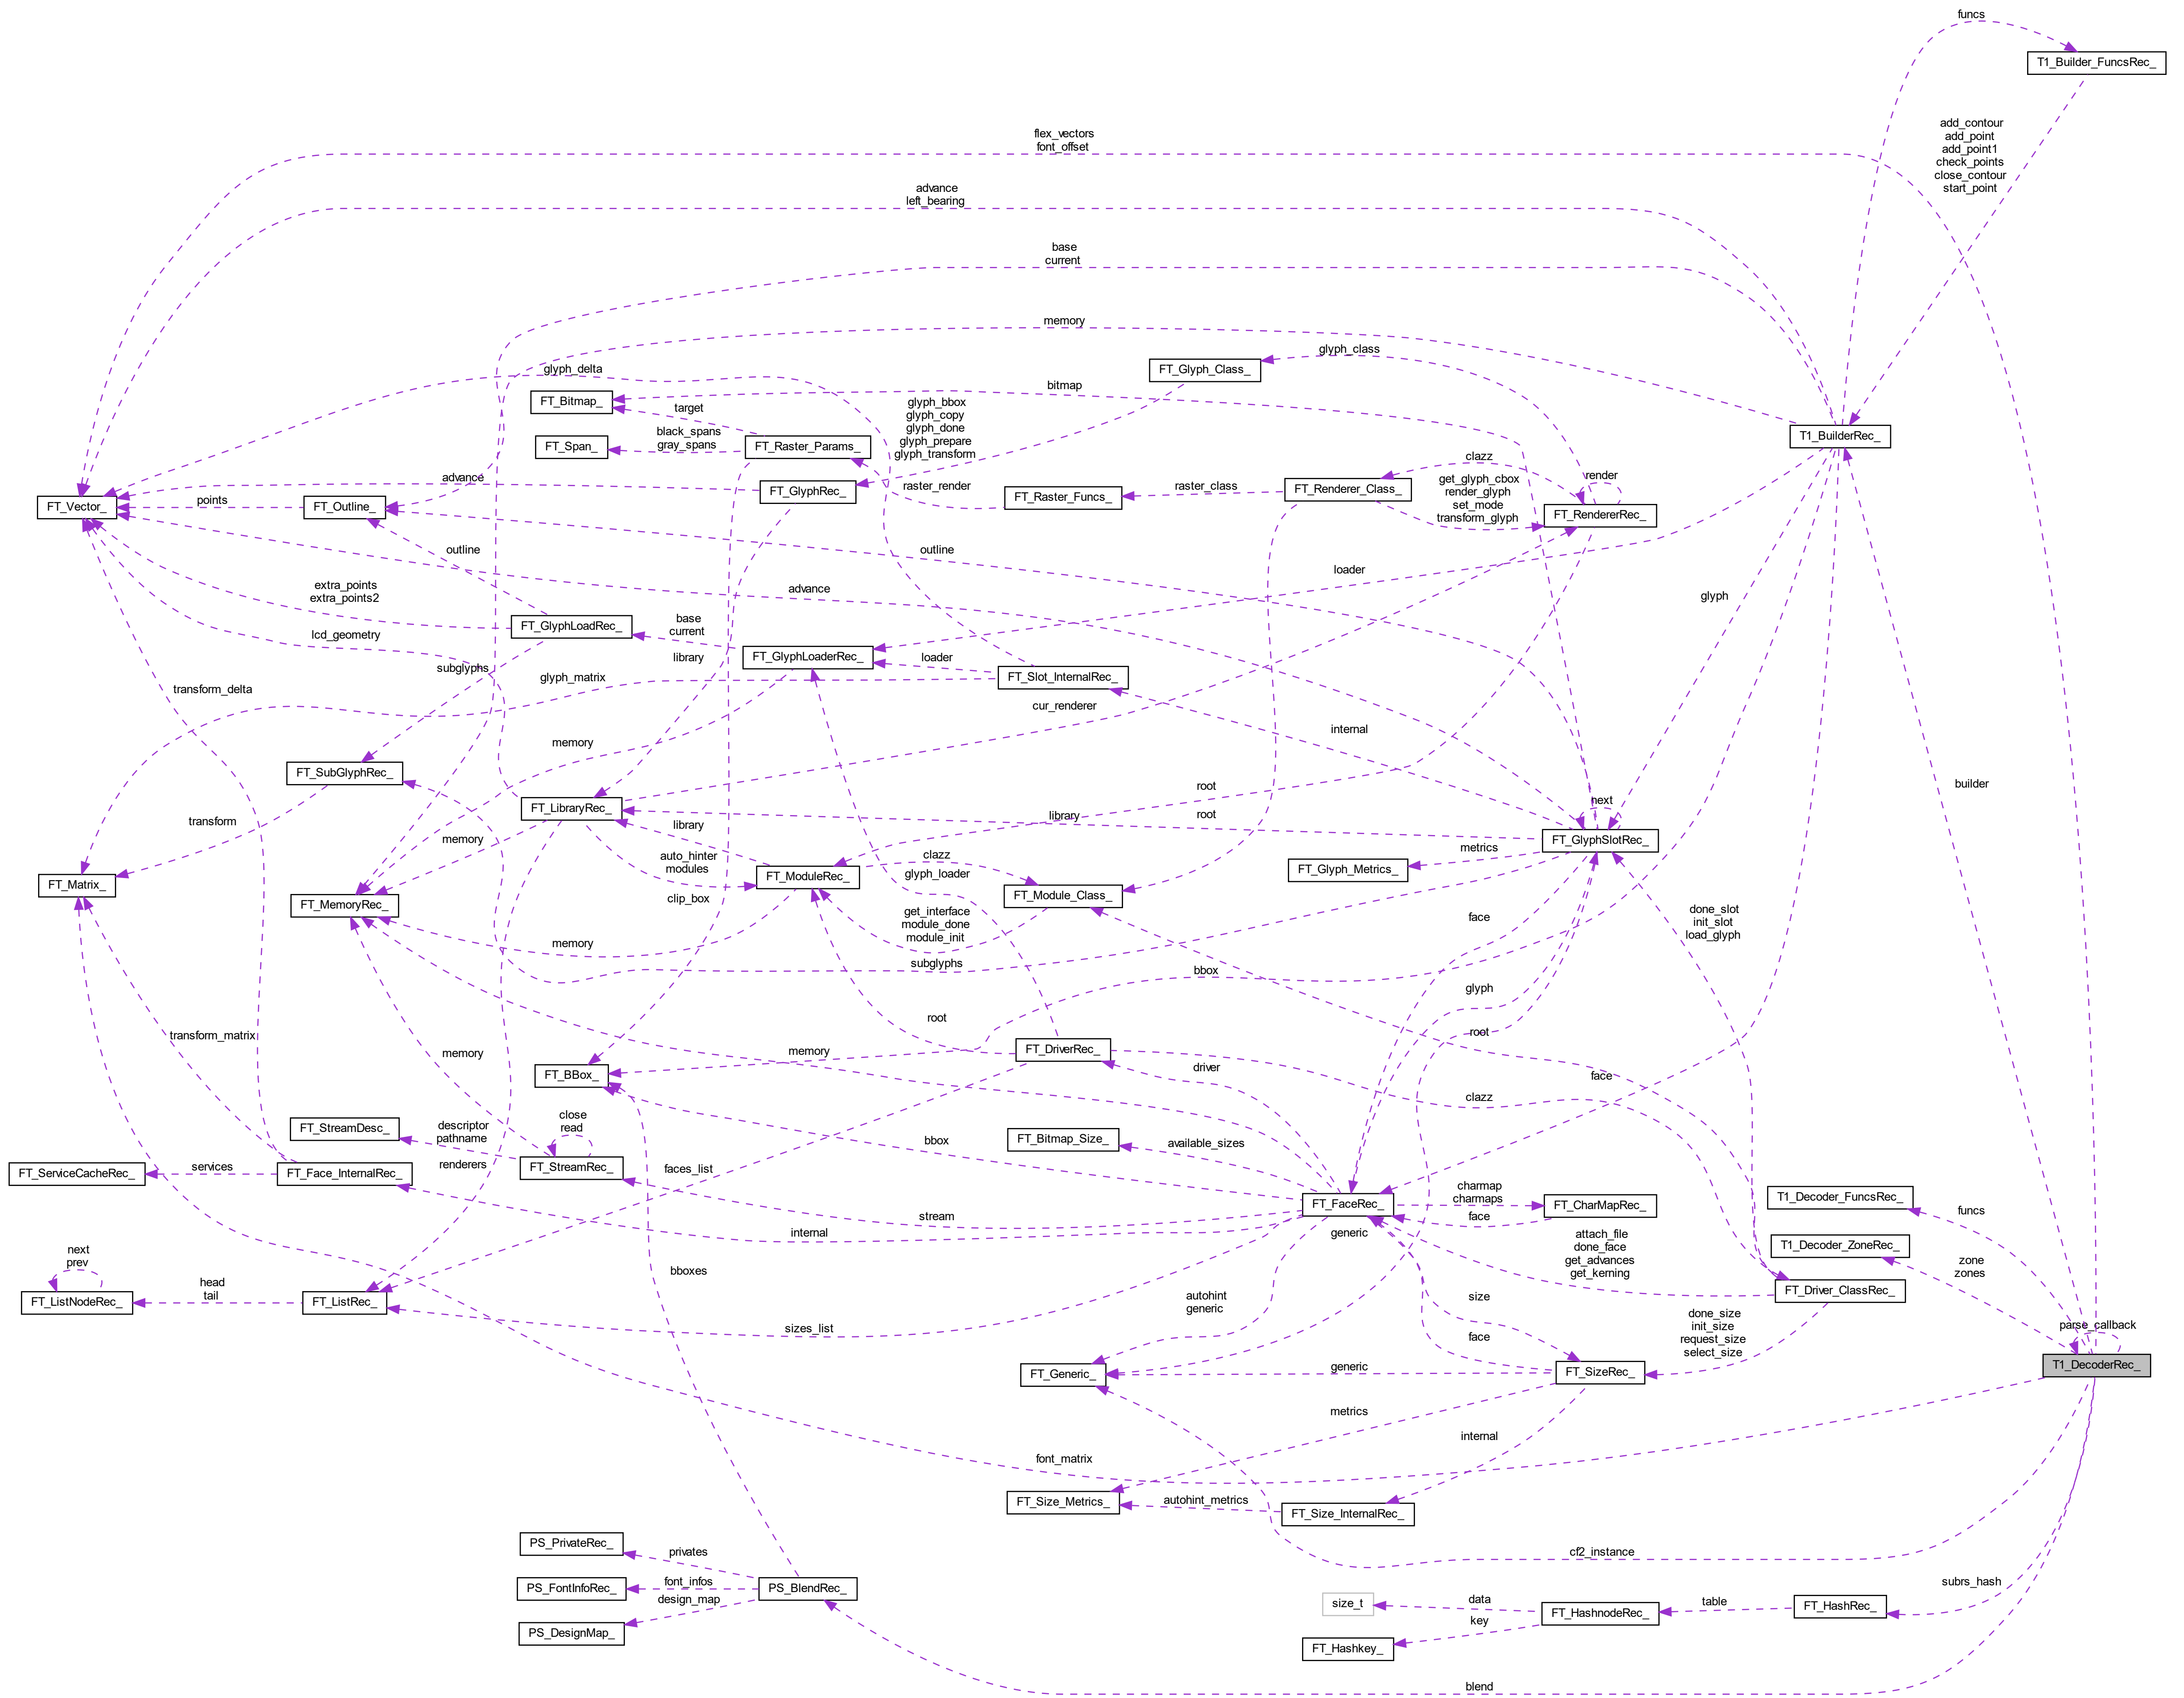 funcs
T1_Builder_FuncsRec_
add_contour
add_point
add_point1
check_points
close_contour
start_point
flex_vectors
font_offset
advance
left_bearing
base
current
memory
glyph_class
FT_Glyph_Class_
glyph_delta
bitmap
FT_Bitmap_
target
glyph_bbox
glyph_copy
glyph_done
glyph_prepare
glyph_transform
T1_BuilderRec_
black_spans
gray_spans
FT_Span_
FT_Raster_Params_
clazz
render
advance
FT_GlyphRec_
raster_render
raster_class
FT_Raster_Funcs_
FT_Renderer_Class_
get_glyph_cbox
render_glyph
set_mode
transform_glyph
FT_RendererRec_
FT_Vector_
points
FT_Outline_
outline
outline
loader
extra_points
extra_points2
advance
glyph
FT_GlyphLoadRec_
base
current
lcd_geometry
library
FT_GlyphLoaderRec_
loader
FT_Slot_InternalRec_
subglyphs
glyph_matrix
transform_delta
cur_renderer
internal
memory
FT_SubGlyphRec_
builder
root
next
FT_LibraryRec_
library
root
transform
library
memory
auto_hinter
modules
clazz
glyph_loader
metrics
FT_GlyphSlotRec_
FT_Glyph_Metrics_
FT_ModuleRec_
FT_Module_Class_
FT_Matrix_
FT_MemoryRec_
clip_box
get_interface
module_done
module_init
face
done_slot
init_slot
load_glyph
memory
subglyphs
bbox
glyph
transform_matrix
root
root
memory
memory
FT_DriverRec_
driver
face
FT_BBox_
clazz
close
read
descriptor
pathname
FT_StreamDesc_
FT_StreamRec_
bbox
FT_Bitmap_Size_
available_sizes
FT_ServiceCacheRec_
services
FT_Face_InternalRec_
renderers
faces_list
charmap
charmaps
FT_FaceRec_
FT_CharMapRec_
face
T1_Decoder_FuncsRec_
funcs
stream
internal
generic
attach_file
done_face
get_advances
get_kerning
T1_Decoder_ZoneRec_
zone
zones
next
prev
bboxes
head
tail
FT_ListNodeRec_
FT_ListRec_
autohint
generic
size
FT_Driver_ClassRec_
sizes_list
face
done_size
init_size
request_size
select_size
parse_callback
generic
FT_Generic_
FT_SizeRec_
T1_DecoderRec_
metrics
internal
font_matrix
FT_Size_Metrics_
autohint_metrics
FT_Size_InternalRec_
PS_PrivateRec_
privates
cf2_instance
PS_FontInfoRec_
font_infos
PS_BlendRec_
subrs_hash
design_map
size_t
data
table
FT_HashRec_
FT_HashnodeRec_
key
PS_DesignMap_
FT_Hashkey_
blend